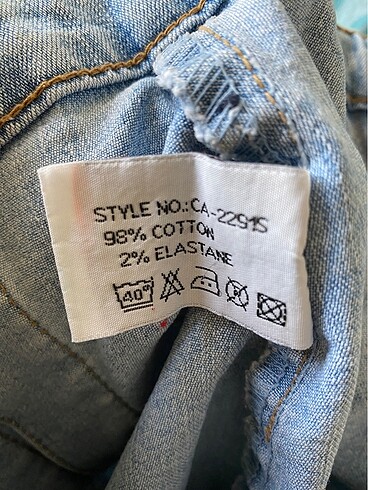 STYLE NO.:CA-2291S
98% COTTON
2% ELASTANE
40°